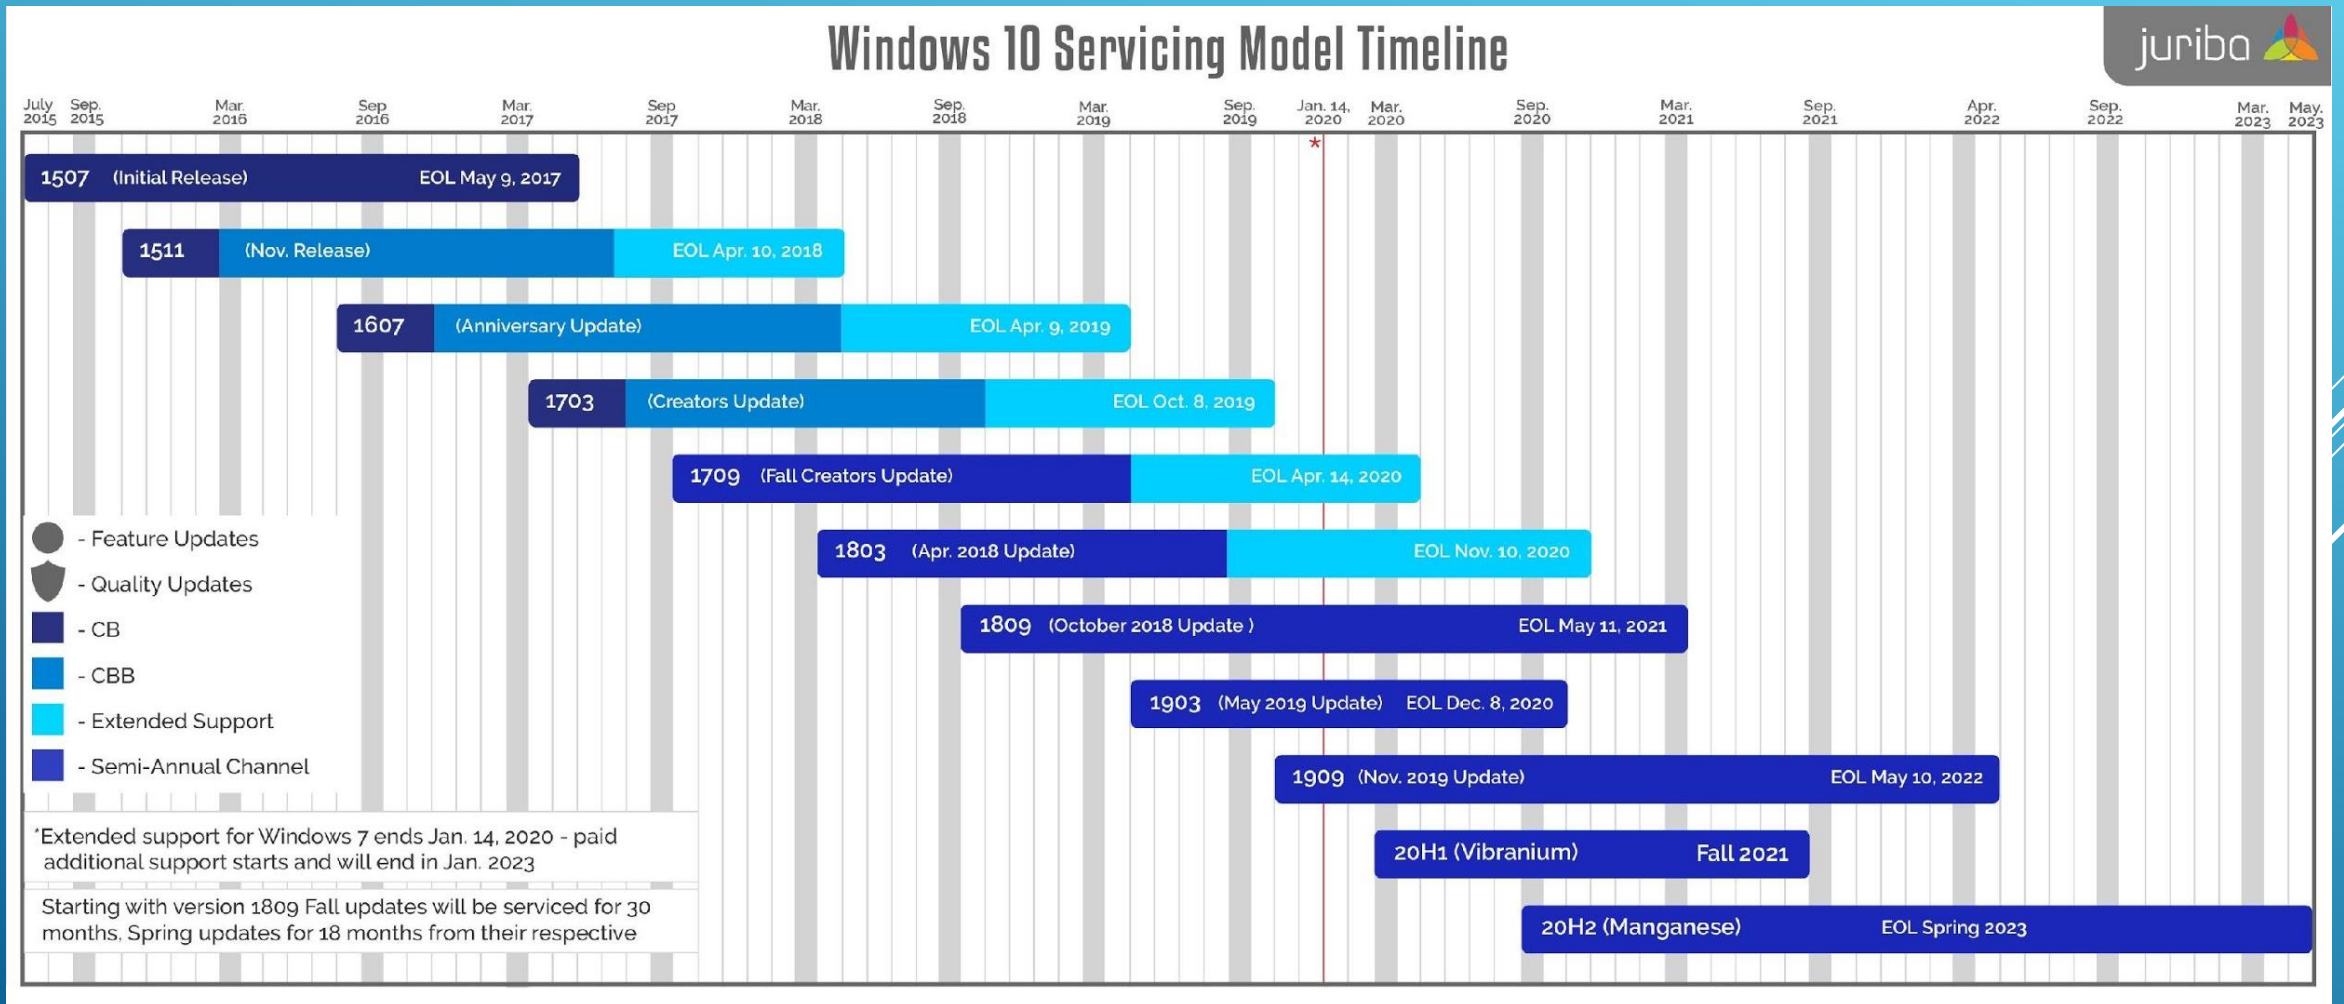 Windows 10 Servicing Model Timeline
juriba
July 2015
Sep. 2015
Mar. 2016
Sep 2016
Mar. 2017
Sep 2017
Mar. 2018
Sep. 2018
Mar. 2019
Sep. 2019
Jan. 14, 2020
Mar. 2020
Sep. 2020
Mar. 2021
Sep. 2021
Apr. 2022
Sep. 2022
Mar. 2023
May. 2023
*
1507 (Initial Release) EOL May 9, 2017
1511 (Nov. Release) EOL Apr. 10, 2018
1607 (Anniversary Update) EOL Apr. 9, 2019
1703 (Creators Update) EOL Oct. 8, 2019
1709 (Fall Creators Update) EOL Apr. 14, 2020
1803 (Apr. 2018 Update) EOL Nov. 10, 2020
1809 (October 2018 Update ) EOL May 11, 2021
1903 (May 2019 Update) EOL Dec. 8, 2020
1909 (Nov. 2019 Update) EOL May 10, 2022
20H1 (Vibranium) Fall 2021
20H2 (Manganese) EOL Spring 2023
- Feature Updates
- Quality Updates
- CB
- CBB
- Extended Support
- Semi-Annual Channel
*Extended support for Windows 7 ends Jan. 14, 2020 - paid
additional support starts and will end in Jan. 2023
Starting with version 1809 Fall updates will be serviced for 30
months, Spring updates for 18 months from their respective